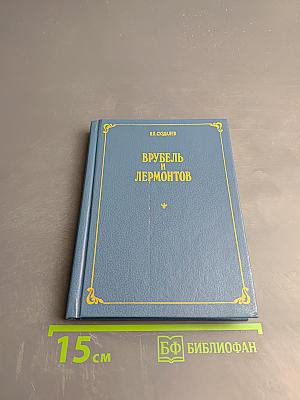 П.К.СУЗДАЛЕВ
ВРУБЕЛЬ
И
ЛЕРМОНТОВ
15 см
БФ БИБЛИОФАН